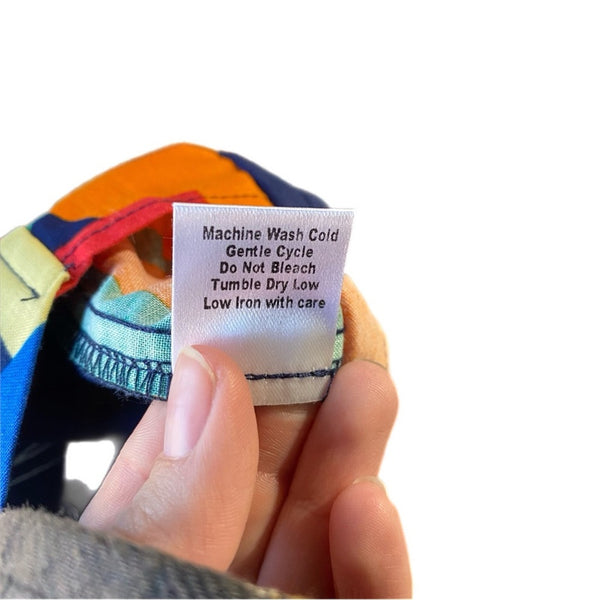 Machine Wash Cold
Gentle Cycle
Do Not Bleach
Tumble Dry Low
Low Iron with care